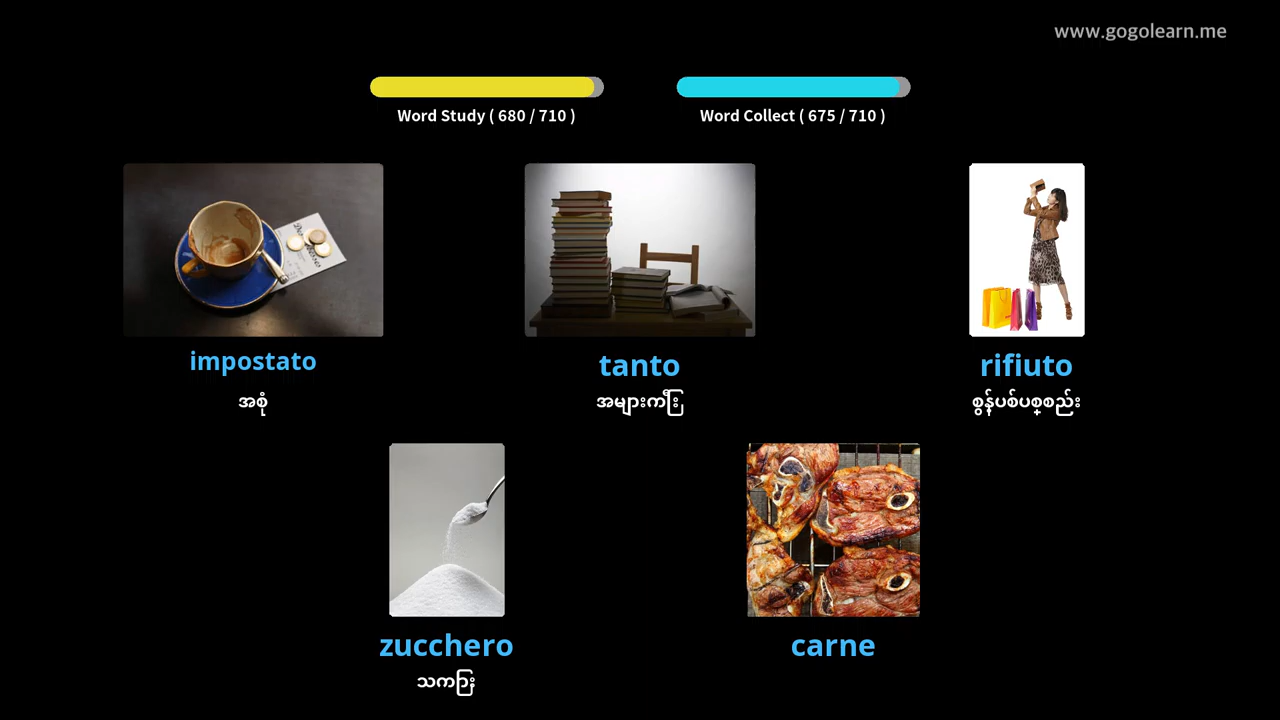 www.gogolearn.me
Word Study ( 680 / 710 )
Word Collect ( 675 / 710 )
impostato
tanto
rifiuto
အစုံ
အများကြီး
စွန့်ပစ်ပစ္စည်း
zucchero
carne
သကြား